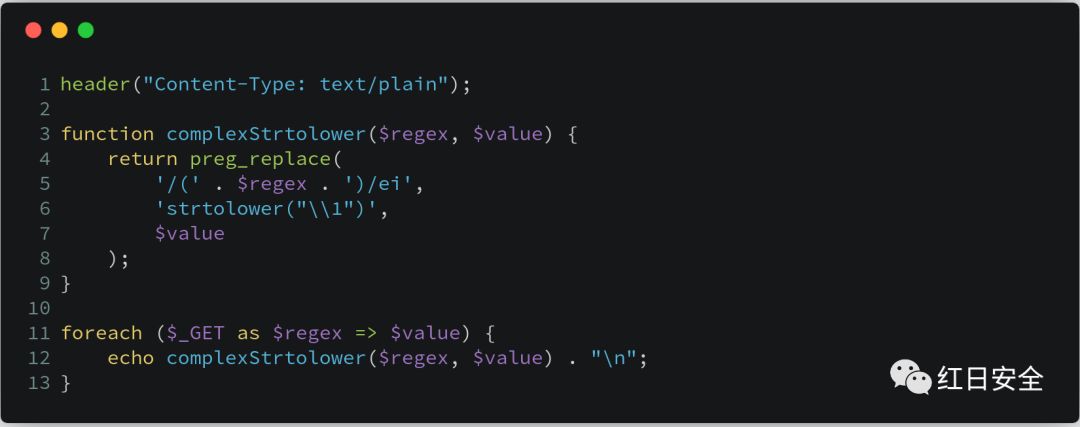 1 header("Content-Type: text/plain");
2
3 function complexStrtolower($regex, $value) {
4     return preg_replace(
5         '/(' . $regex . ')/ei',
6         'strtolower("\\1")',
7         $value
8     );
9 }
10
11 foreach ($_GET as $regex => $value) {
12     echo complexStrtolower($regex, $value) . "\n";
13 }
红日安全